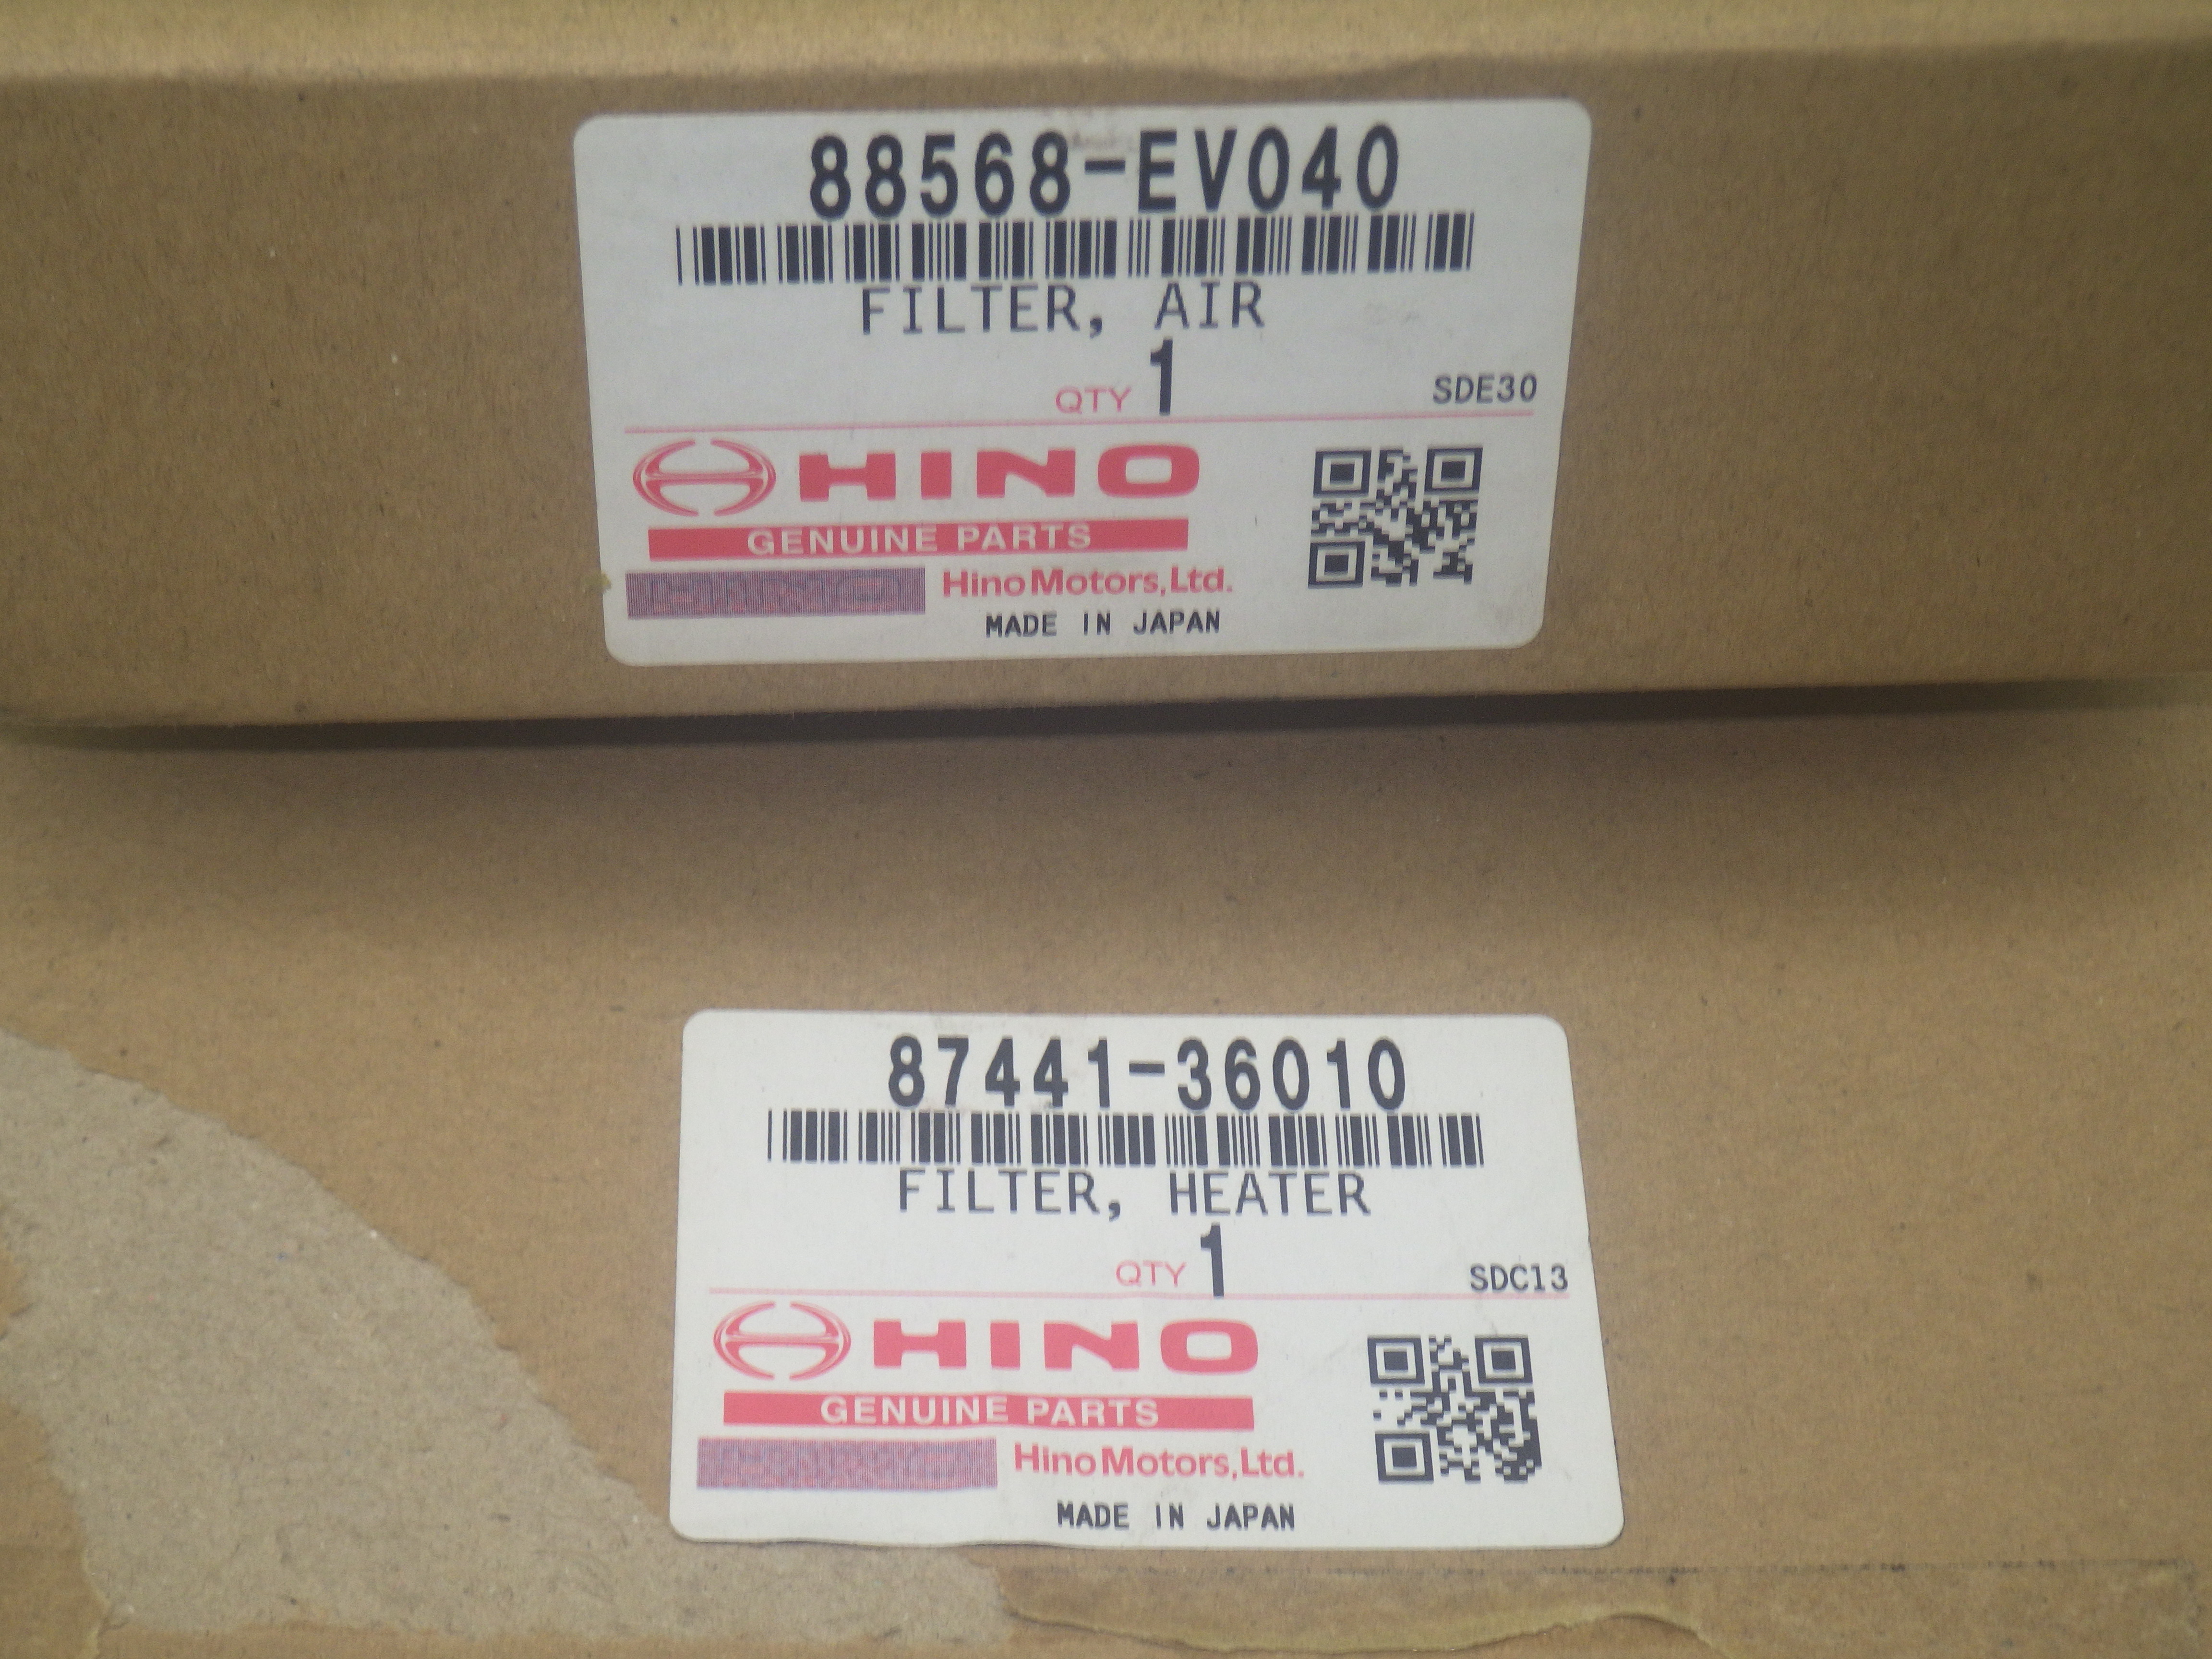 88568-EV040
FILTER, AIR
QTY 1
SDE30
HINO
GENUINE PARTS
Hino Motors,Ltd.
MADE IN JAPAN
87441-36010
FILTER, HEATER
QTY 1
SDC13
HINO
GENUINE PARTS
Hino Motors,Ltd.
MADE IN JAPAN